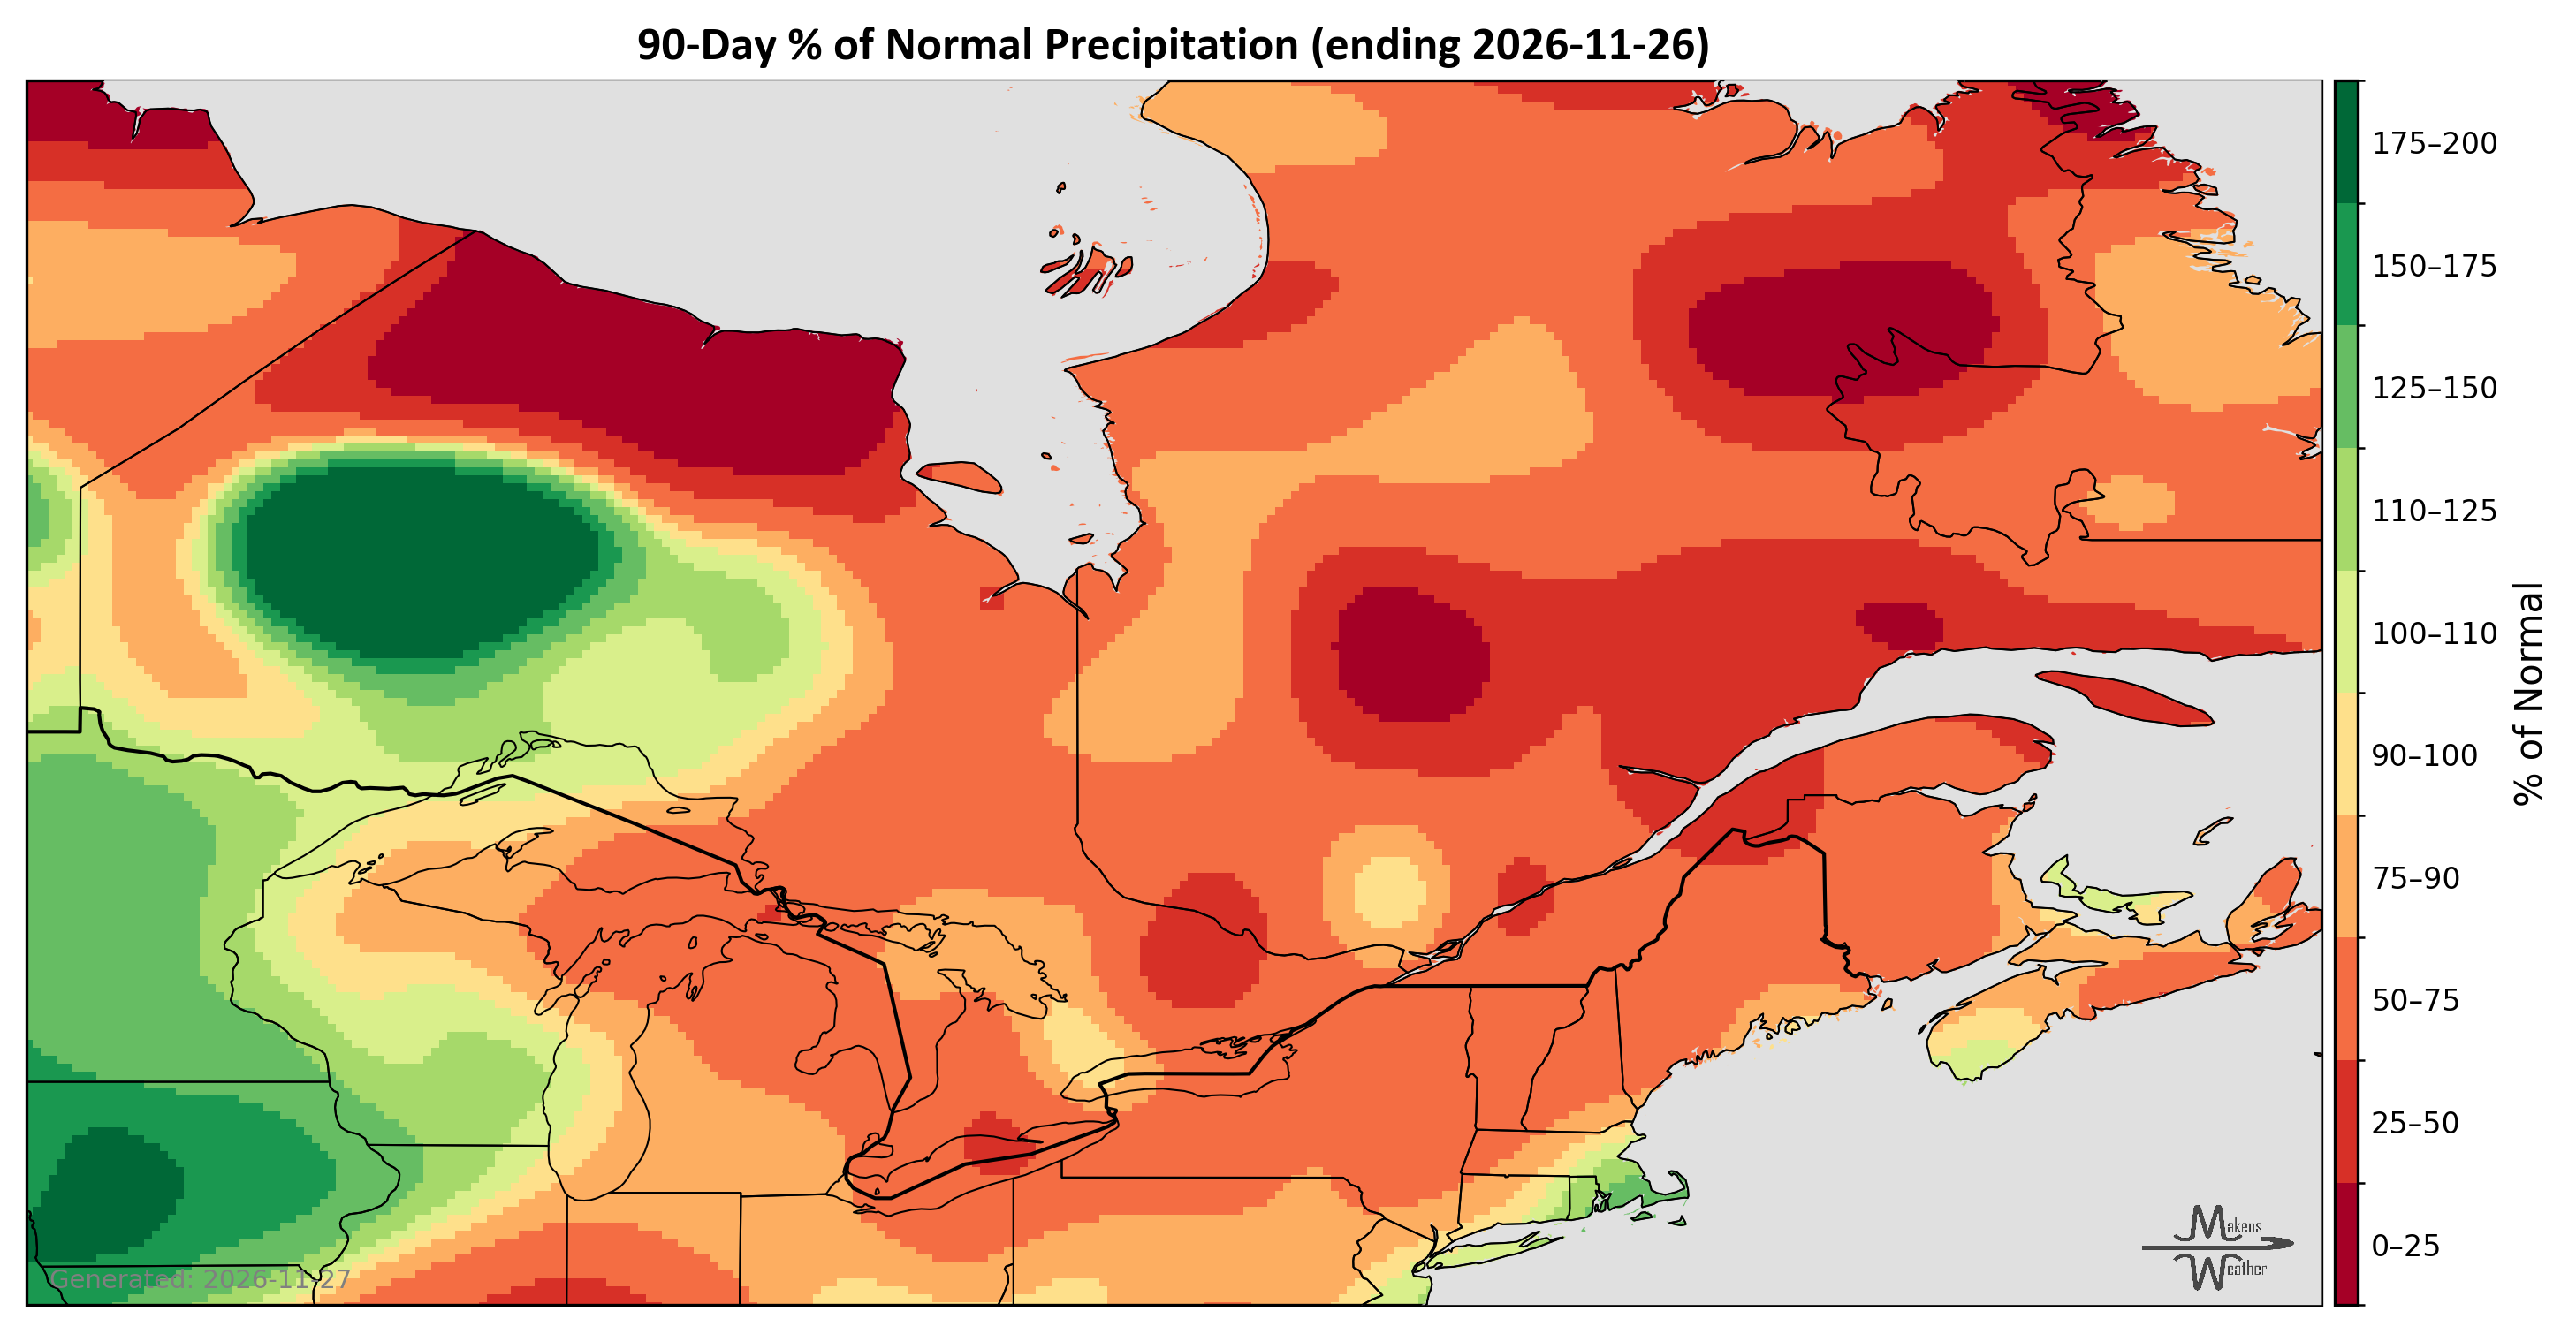 90-Day % of Normal Precipitation (ending 2026-11-26)
175–200
150–175
125–150
110–125
100–110
90–100
75–90
50–75
25–50
0–25
% of Normal
Generated: 2026-11-27
Makens
Weather